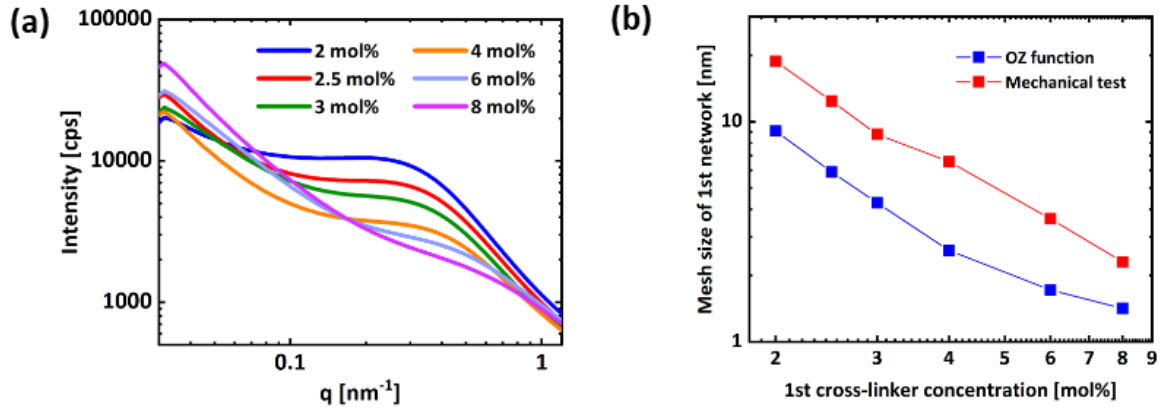 (a)
100000
10000
1000
Intensity [cps]
2 mol%
2.5 mol%
3 mol%
4 mol%
6 mol%
8 mol%
0.1
1
q [nm⁻¹]
(b)
Mesh size of 1st network [nm]
10
1
OZ function
Mechanical test
2
3
4
5
6
7
8
9
1st cross-linker concentration [mol%]